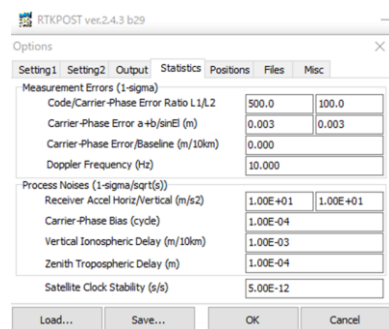 RTKPOST ver.2.4.3 b29
Options
Setting1 Setting2 Output Statistics Positions Files Misc
Measurement Errors (1-sigma)
Code/Carrier-Phase Error Ratio L1/L2 500.0 100.0
Carrier-Phase Error a+b/sinEl (m) 0.003 0.003
Carrier-Phase Error/Baseline (m/10km) 0.000
Doppler Frequency (Hz) 10.000
Process Noises (1-sigma/sqrt(s))
Receiver Accel Horiz/Vertical (m/s2) 1.00E+01 1.00E+01
Carrier-Phase Bias (cycle) 1.00E-04
Vertical Ionospheric Delay (m/10km) 1.00E-03
Zenith Tropospheric Delay (m) 1.00E-04
Satellite Clock Stability (s/s) 5.00E-12
Load... Save... OK Cancel